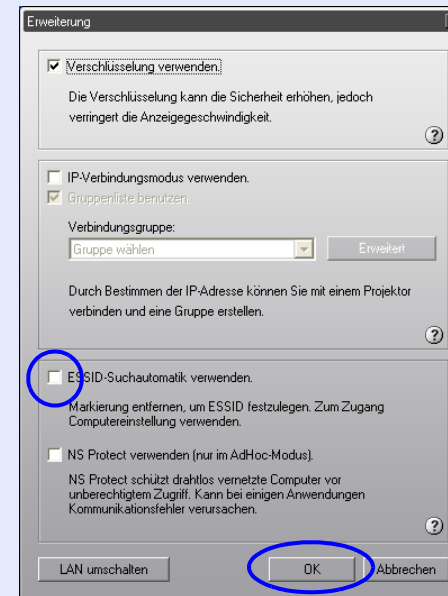 Erweiterung
Verschlüsselung verwenden.
Die Verschlüsselung kann die Sicherheit erhöhen, jedoch
verringert die Anzeigegeschwindigkeit.
?
IP-Verbindungsmodus verwenden.
Gruppenliste benutzen.
Verbindungsgruppe:
Gruppe wählen
Erweitert
Durch Bestimmen der IP-Adresse können Sie mit einem Projektor
verbinden und eine Gruppe erstellen.
?
ESSID-Suchautomatik verwenden.
Markierung entfernen, um ESSID festzulegen. Zum Zugang
Computereinstellung verwenden.
NS Protect verwenden (nur im AdHoc-Modus).
NS Protect schützt drahtlos vernetzte Computer vor
unberechtigtem Zugriff. Kann bei einigen Anwendungen
Kommunikationsfehler verursachen.
?
LAN umschalten
OK
Abbrechen